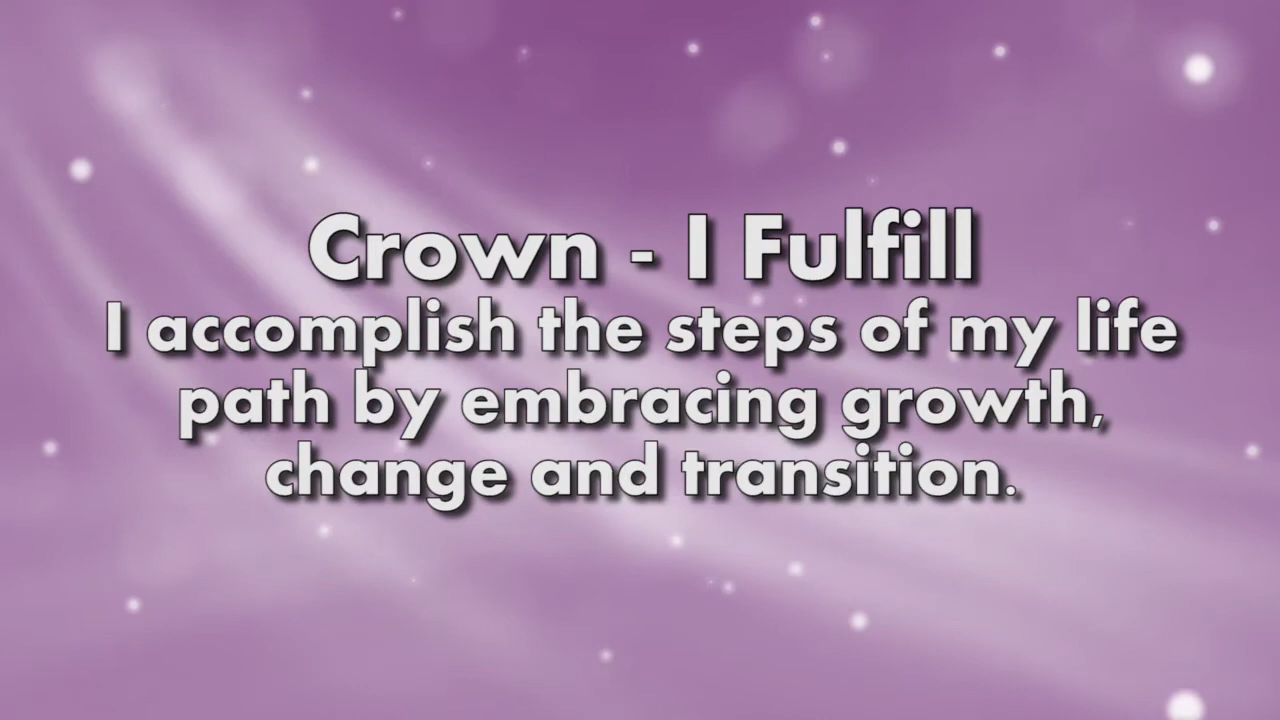 Crown - I Fulfill
I accomplish the steps of my life
path by embracing growth,
change and transition.